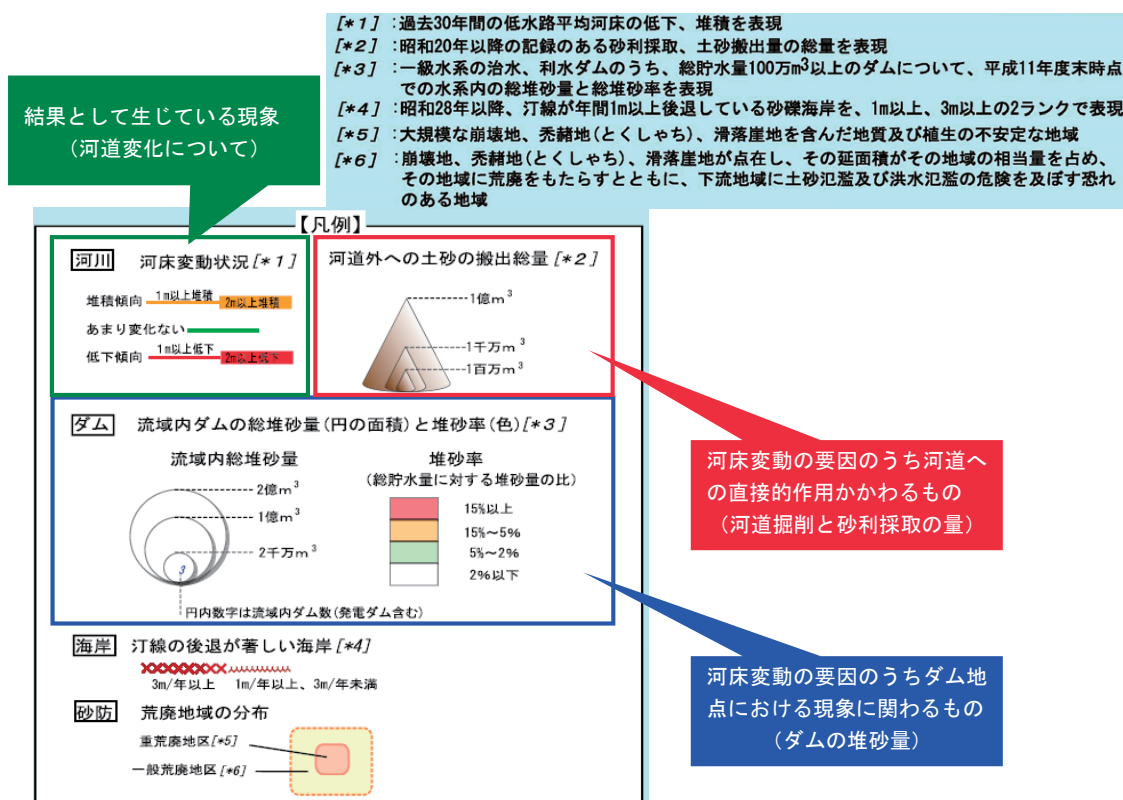 [*1]:過去30年間の低水路平均河床の低下、堆積を表現
[*2]:昭和20年以降の記録のある砂利採取、土砂搬出量の総量を表現
[*3]:一級水系の治水、利水ダムのうち、総貯水量100万m³以上のダムについて、平成11年度末時点
での水系内の総堆砂量と総堆砂率を表現
[*4]:昭和28年以降、汀線が年間1m以上後退している砂礫海岸を、1m以上、3m以上の2ランクで表現
[*5]:大規模な崩壊地、禿赭地(とくしゃち)、滑落崖地を含んだ地質及び植生の不安定な地域
[*6]:崩壊地、禿赭地(とくしゃち)、滑落崖地が点在し、その延面積がその地域の相当量を占め、
その地域に荒廃をもたらすとともに、下流地域に土砂氾濫及び洪水氾濫の危険を及ぼす恐れ
のある地域
結果として生じている現象
(河道変化について)
【凡例】
河川 河床変動状況[*1]
堆積傾向 1m以上堆積 2m以上堆積
あまり変化ない
低下傾向 1m以上低下 2m以上低下
河道外への土砂の搬出総量[*2]
1億m³
1千万m³
1百万m³
ダム 流域内ダムの総堆砂量(円の面積)と堆砂率(色)[*3]
流域内総堆砂量
2億m³
1億m³
2千万m³
3
円内数字は流域内ダム数(発電ダム含む)
堆砂率
(総貯水量に対する堆砂量の比)
15%以上
15%~5%
5%~2%
2%以下
海岸 汀線の後退が著しい海岸[*4]
3m/年以上 1m/年以上、3m/年未満
砂防 荒廃地域の分布
重荒廃地区[*5]
一般荒廃地区[*6]
河床変動の要因のうち河道へ
の直接的作用かかわるもの
(河道掘削と砂利採取の量)
河床変動の要因のうちダム地
点における現象に関わるもの
(ダムの堆砂量)